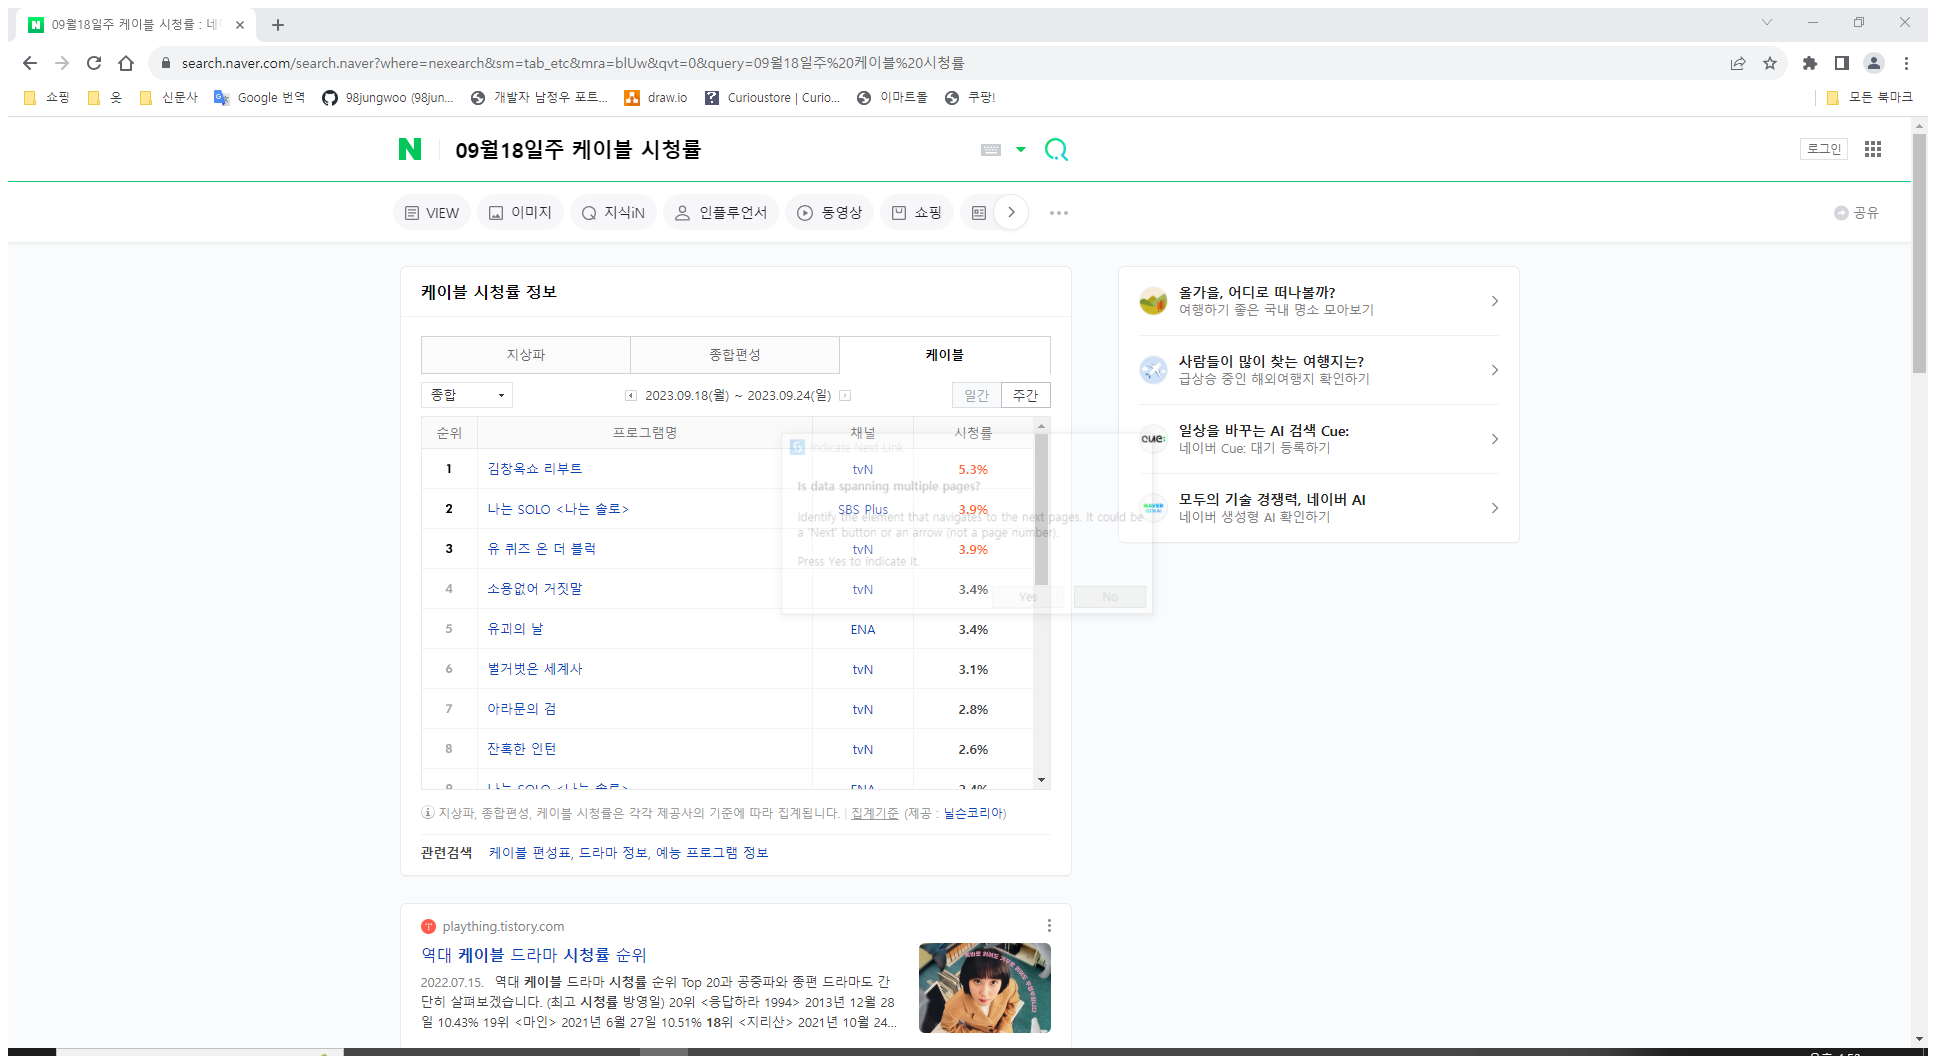 09월18일주 케이블 시청률 : 네이
search.naver.com/search.naver?where=nexearch&sm=tab_etc&mra=blUw&qvt=0&query=09월18일주%20케이블%20시청률
쇼핑 옷 신문사 Google 번역 98jungwoo (98jun... 개발자 남정우 포트... draw.io Curioustore | Curio... 이마트몰 쿠팡! 모든 북마크
09월18일주 케이블 시청률
로그인
VIEW 이미지 지식iN 인플루언서 동영상 쇼핑
공유
케이블 시청률 정보
지상파 종합편성 케이블
종합 2023.09.18(월) ~ 2023.09.24(일) 일간 주간
순위 프로그램명 채널 시청률
1 김창옥쇼 리부트 tvN 5.3%
2 나는 SOLO <나는 솔로> SBS Plus 3.9%
3 유 퀴즈 온 더 블럭 tvN 3.9%
4 소용없어 거짓말 tvN 3.4%
5 유괴의 날 ENA 3.4%
6 벌거벗은 세계사 tvN 3.1%
7 아라문의 검 tvN 2.8%
8 잔혹한 인턴 tvN 2.6%
9 나는 SOLO <나는 솔로> ENA 2.4%
Indicate Next Link
Is data spanning multiple pages?
Identify the element that navigates to the next pages. It could be
a 'Next' button or an arrow (not a page number).
Press Yes to indicate it.
Yes No
지상파, 종합편성, 케이블 시청률은 각각 제공사의 기준에 따라 집계됩니다. | 집계기준 (제공 : 닐슨코리아)
관련검색 케이블 편성표, 드라마 정보, 예능 프로그램 정보
올가을, 어디로 떠나볼까?
여행하기 좋은 국내 명소 모아보기
사람들이 많이 찾는 여행지는?
급상승 중인 해외여행지 확인하기
cue:
일상을 바꾸는 AI 검색 Cue:
네이버 Cue: 대기 등록하기
NAVER
모두의 기술 경쟁력, 네이버 AI
네이버 생성형 AI 확인하기
plaything.tistory.com
역대 케이블 드라마 시청률 순위
2022.07.15. 역대 케이블 드라마 시청률 순위 Top 20과 공중파와 종편 드라마도 간
단히 살펴보겠습니다. (최고 시청률 방영일) 20위 <응답하라 1994> 2013년 12월 28
일 10.43% 19위 <마인> 2021년 6월 27일 10.51% 18위 <지리산> 2021년 10월 24...